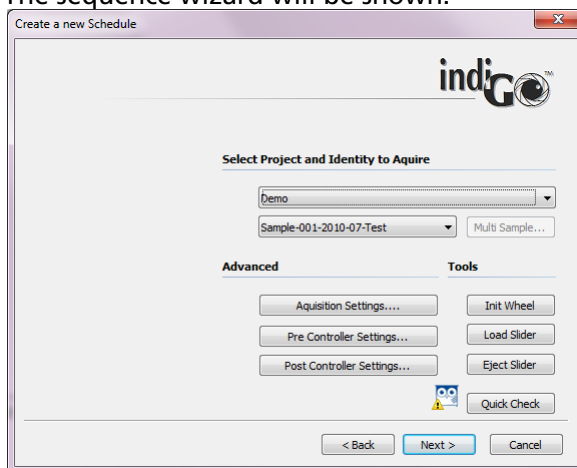 The sequence wizard will be shown.
Create a new Schedule
indiGo™
Select Project and Identity to Aquire
Demo
Sample-001-2010-07-Test
Multi Sample...
Advanced
Tools
Aquisition Settings....
Init Wheel
Pre Controller Settings...
Load Slider
Post Controller Settings...
Eject Slider
Quick Check
< Back
Next >
Cancel